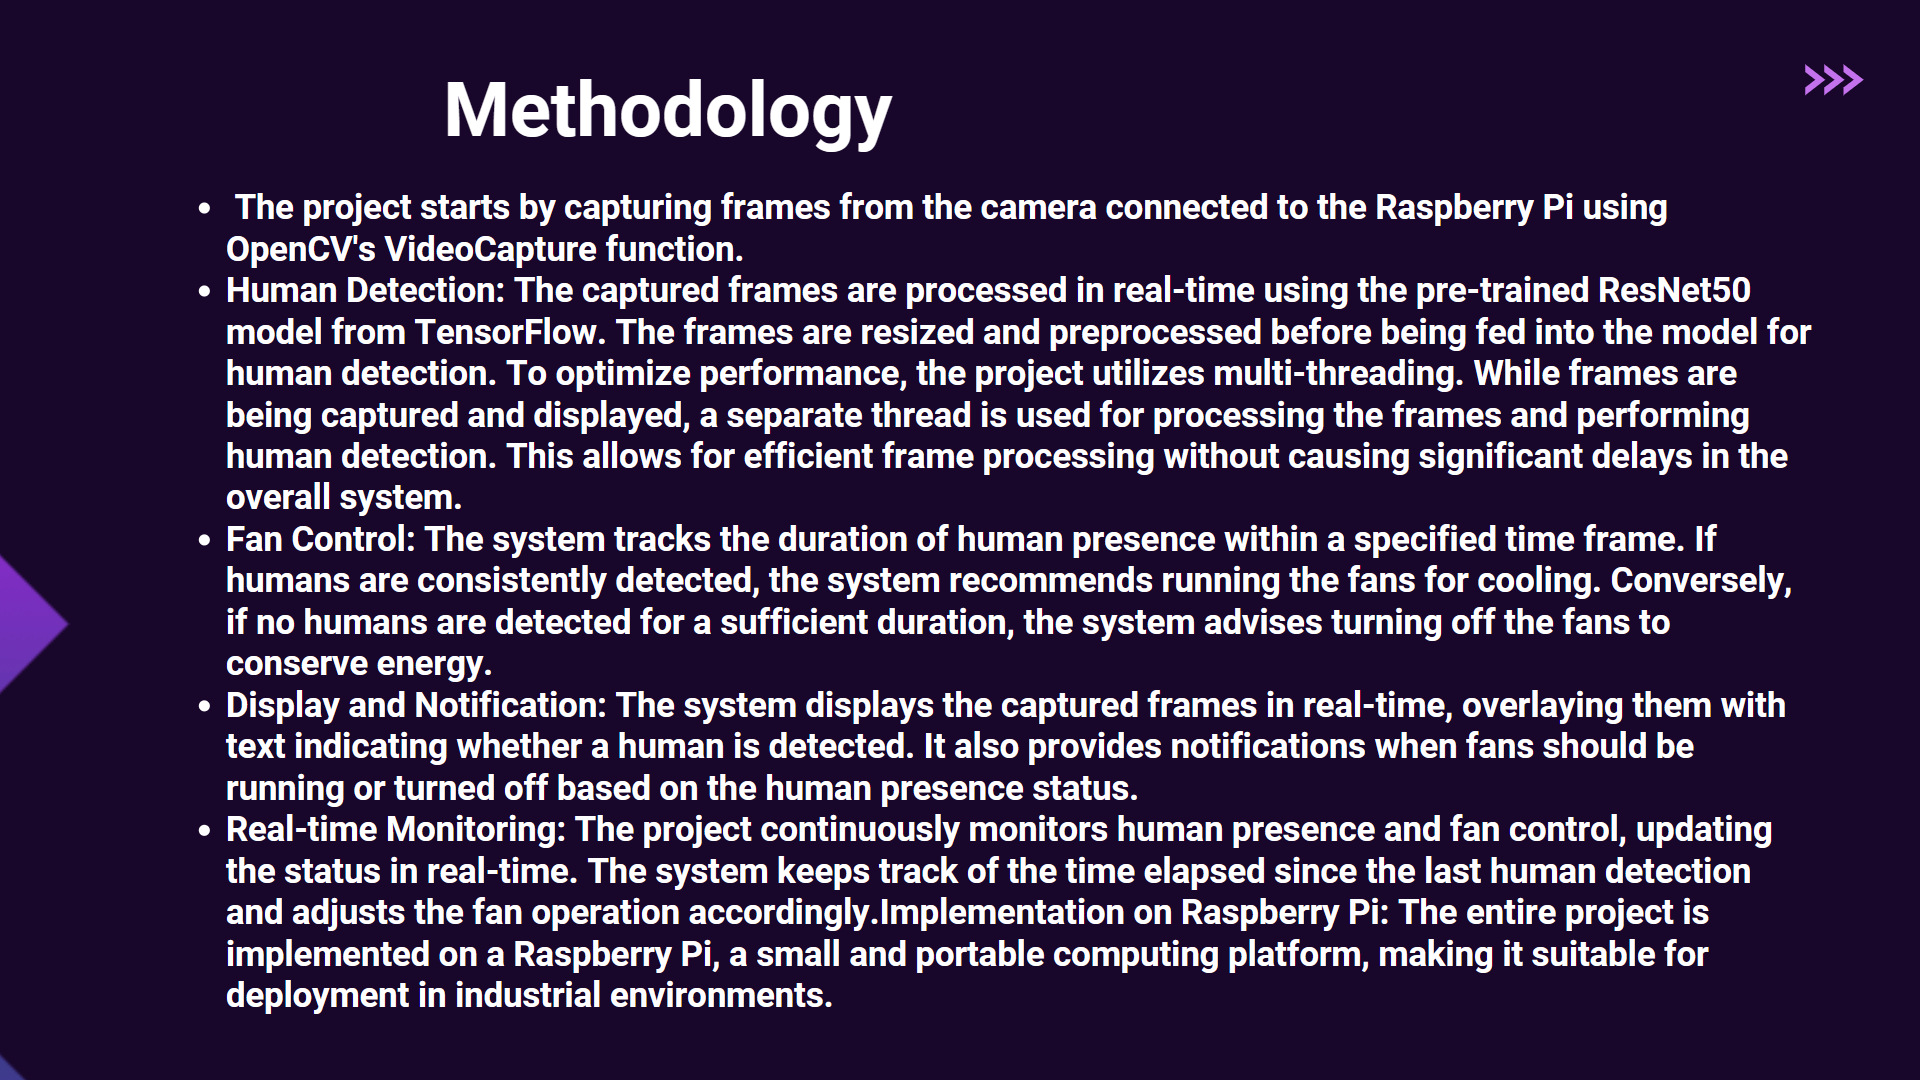 Methodology
• The project starts by capturing frames from the camera connected to the Raspberry Pi using
OpenCV's VideoCapture function.
• Human Detection: The captured frames are processed in real-time using the pre-trained ResNet50
model from TensorFlow. The frames are resized and preprocessed before being fed into the model for
human detection. To optimize performance, the project utilizes multi-threading. While frames are
being captured and displayed, a separate thread is used for processing the frames and performing
human detection. This allows for efficient frame processing without causing significant delays in the
overall system.
• Fan Control: The system tracks the duration of human presence within a specified time frame. If
humans are consistently detected, the system recommends running the fans for cooling. Conversely,
if no humans are detected for a sufficient duration, the system advises turning off the fans to
conserve energy.
• Display and Notification: The system displays the captured frames in real-time, overlaying them with
text indicating whether a human is detected. It also provides notifications when fans should be
running or turned off based on the human presence status.
• Real-time Monitoring: The project continuously monitors human presence and fan control, updating
the status in real-time. The system keeps track of the time elapsed since the last human detection
and adjusts the fan operation accordingly.Implementation on Raspberry Pi: The entire project is
implemented on a Raspberry Pi, a small and portable computing platform, making it suitable for
deployment in industrial environments.